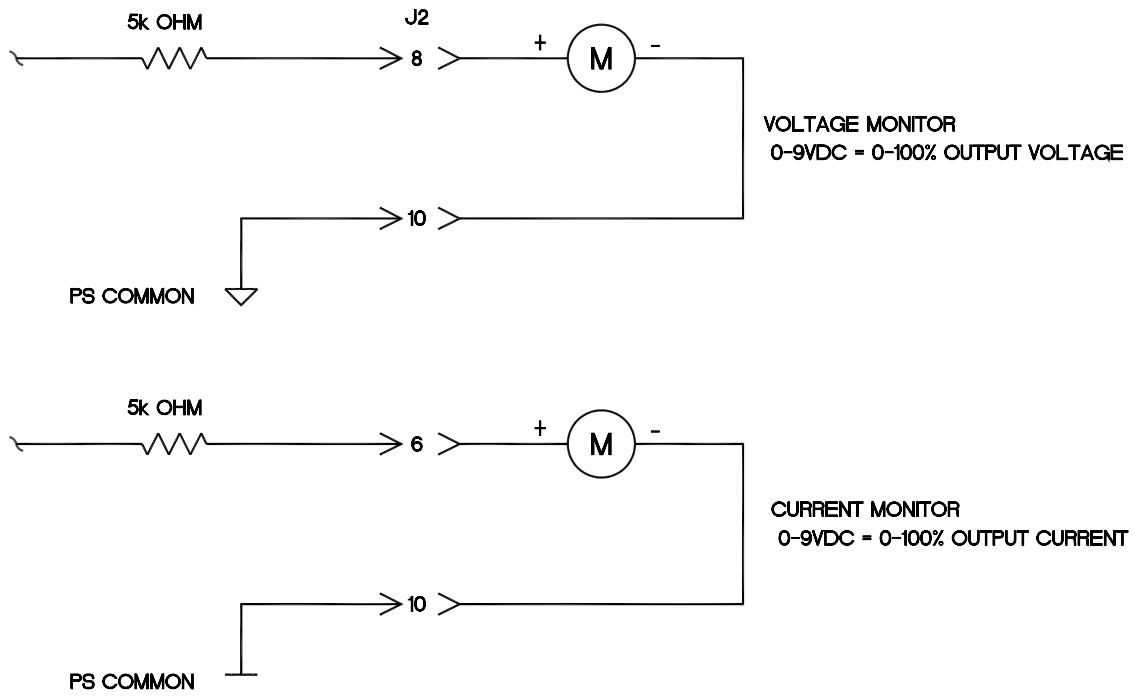 5k OHM
J2
8
+
M
-
VOLTAGE MONITOR
0-9VDC = 0-100% OUTPUT VOLTAGE
10
PS COMMON
5k OHM
6
+
M
-
CURRENT MONITOR
0-9VDC = 0-100% OUTPUT CURRENT
10
PS COMMON